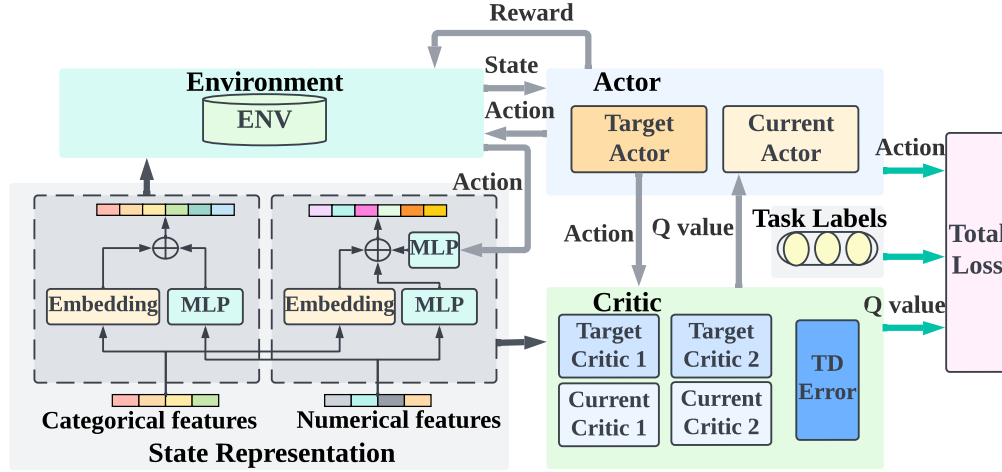 Reward
Environment
ENV
State
Action
Actor
Target
Actor
Current
Actor
Action
Action
MLP
Embedding
MLP
Embedding
MLP
Categorical features
Numerical features
State Representation
Action
Q value
Task Labels
Critic
Target
Critic 1
Target
Critic 2
Current
Critic 1
Current
Critic 2
TD
Error
Q value
Total
Loss